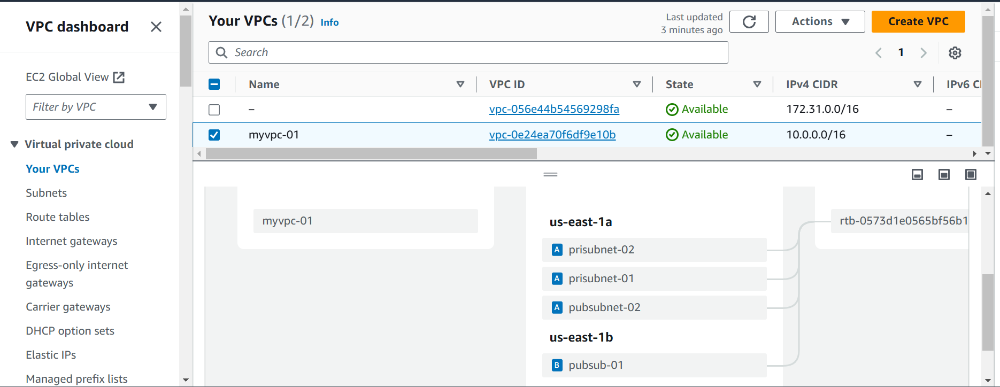 VPC dashboard
EC2 Global View
Filter by VPC
Virtual private cloud
Your VPCs
Subnets
Route tables
Internet gateways
Egress-only internet
gateways
Carrier gateways
DHCP option sets
Elastic IPs
Managed prefix lists
Your VPCs (1/2) Info
Last updated
3 minutes ago
Actions
Create VPC
Search
1
Name VPC ID State IPv4 CIDR IPv6 CI
– vpc-056e44b54569298fa Available 172.31.0.0/16 –
myvpc-01 vpc-0e24ea70f6df9e10b Available 10.0.0.0/16 –
myvpc-01
us-east-1a
A prisubnet-02
A prisubnet-01
A pubsubnet-02
us-east-1b
B pubsub-01
rtb-0573d1e0565bf56b1